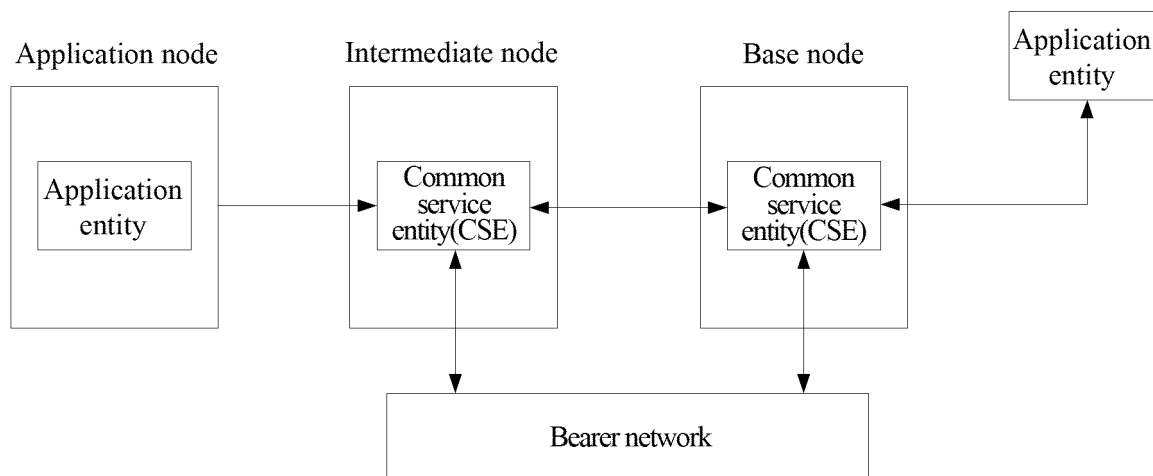 Application node
Intermediate node
Base node
Application
entity
Application
entity
Common
service
entity(CSE)
Common
service
entity(CSE)
Bearer network